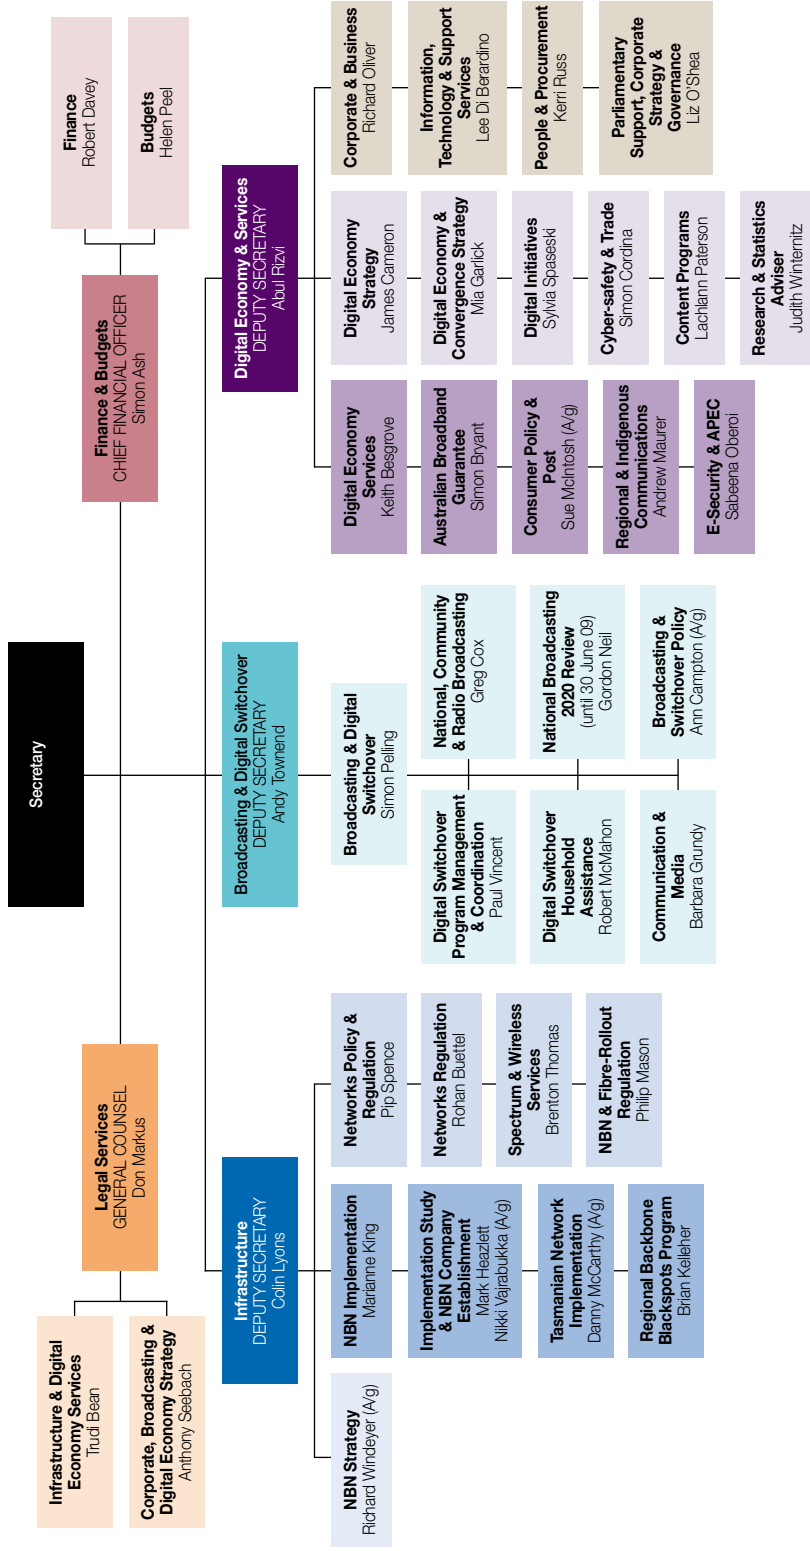 Secretary
Legal Services
GENERAL COUNSEL
Don Markus
Infrastructure & Digital
Economy Services
Trudi Bean
Corporate, Broadcasting &
Digital Economy Strategy
Anthony Seebach
Finance & Budgets
CHIEF FINANCIAL OFFICER
Simon Ash
Finance
Robert Davey
Budgets
Helen Peel
Infrastructure
DEPUTY SECRETARY
Colin Lyons
NBN Strategy
Richard Windeyer (A/g)
NBN Implementation
Marianne King
Implementation Study
& NBN Company
Establishment
Mark Heazlett
Nikki Vajrabukka (A/g)
Tasmanian Network
Implementation
Danny McCarthy (A/g)
Regional Backbone
Blackspots Program
Brian Kelleher
Networks Policy &
Regulation
Pip Spence
Networks Regulation
Rohan Buettel
Spectrum & Wireless
Services
Brenton Thomas
NBN & Fibre-Rollout
Regulation
Philip Mason
Broadcasting & Digital Switchover
DEPUTY SECRETARY
Andy Townend
Broadcasting & Digital
Switchover
Simon Pelling
Digital Switchover
Program Management
& Coordination
Paul Vincent
Digital Switchover
Household
Assistance
Robert McMahon
Communication &
Media
Barbara Grundy
National, Community
& Radio Broadcasting
Greg Cox
National Broadcasting
2020 Review
(until 30 June 09)
Gordon Neil
Broadcasting &
Switchover Policy
Ann Campton (A/g)
Digital Economy & Services
DEPUTY SECRETARY
Abul Rizvi
Digital Economy
Services
Keith Besgrove
Australian Broadband
Guarantee
Simon Bryant
Consumer Policy &
Post
Sue McIntosh (A/g)
Regional & Indigenous
Communications
Andrew Maurer
E-Security & APEC
Sabeena Oberoi
Digital Economy
Strategy
James Cameron
Digital Economy &
Convergence Strategy
Mia Garlick
Digital Initiatives
Sylvia Spaseski
Cyber-safety & Trade
Simon Cordina
Content Programs
Lachlann Paterson
Research & Statistics
Adviser
Judith Winternitz
Corporate & Business
Richard Oliver
Information,
Technology & Support
Services
Lee Di Berardino
People & Procurement
Kerri Russ
Parliamentary
Support, Corporate
Strategy &
Governance
Liz O'Shea